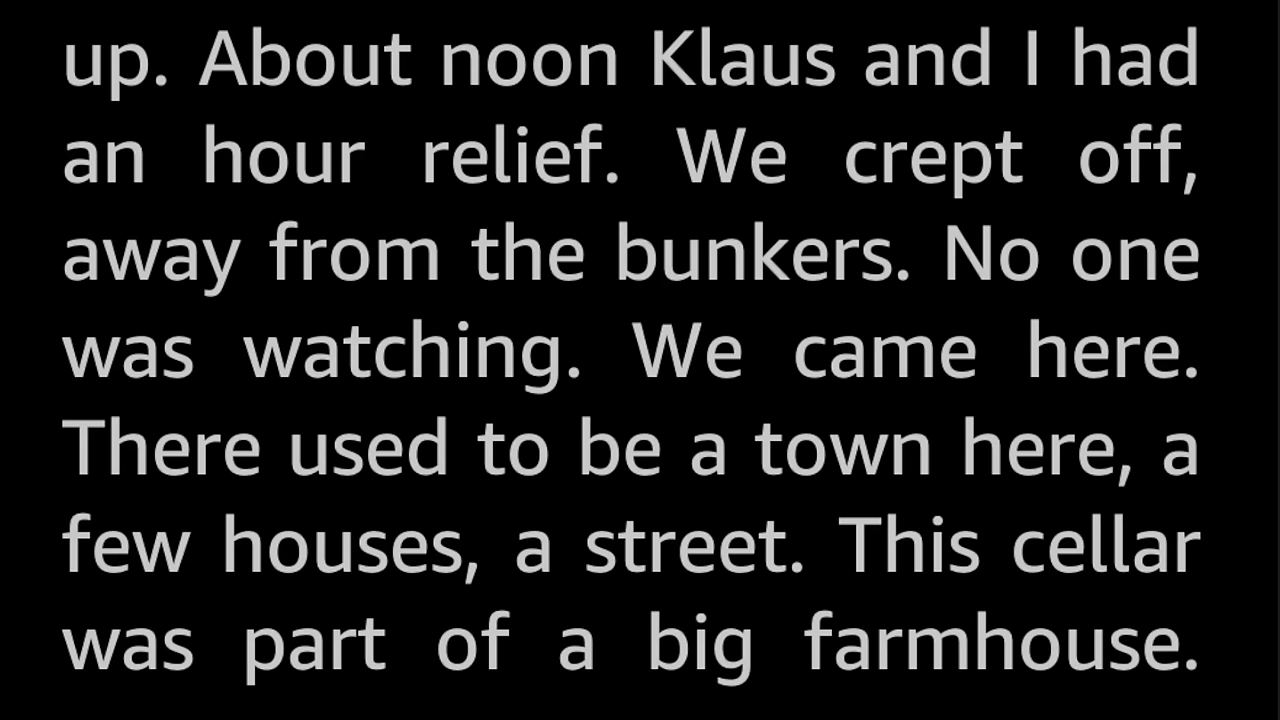 up. About noon Klaus and I had
an hour relief. We crept off,
away from the bunkers. No one
was watching. We came here.
There used to be a town here, a
few houses, a street. This cellar
was part of a big farmhouse.